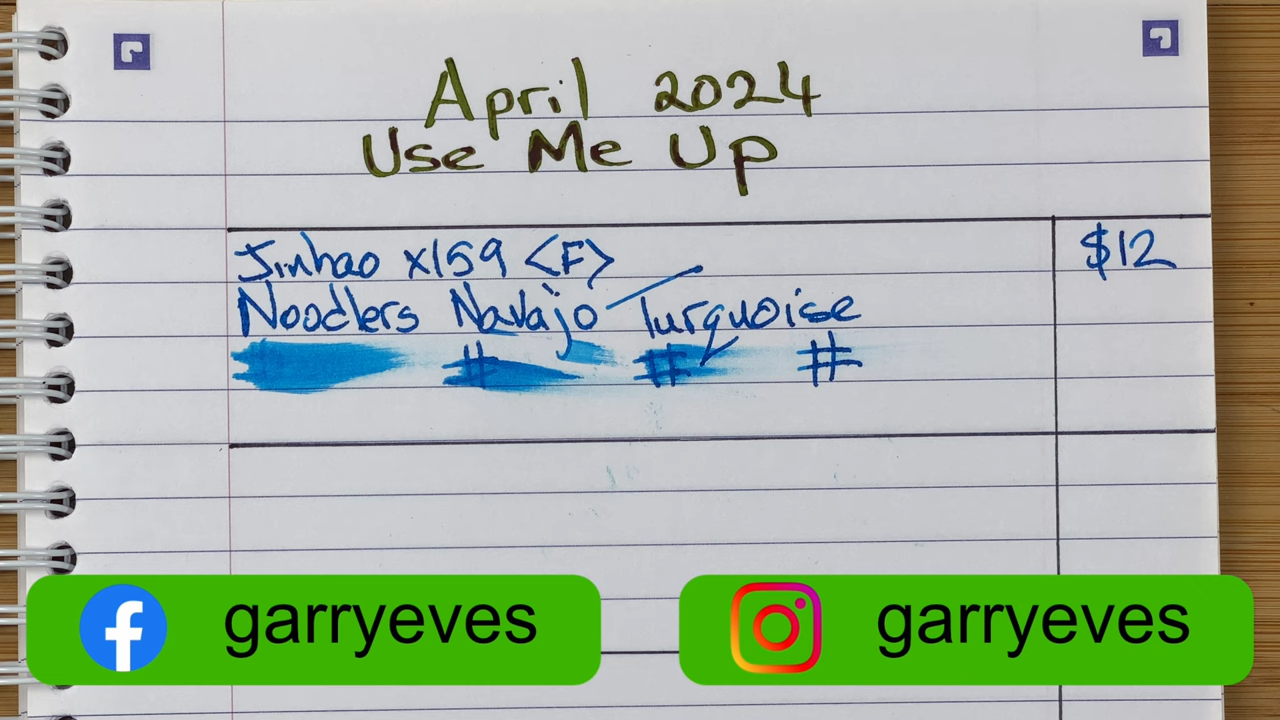 April 2024
Use Me Up
Jinhao x159 <F>
$12
Noodlers Navajo Turquoise
# # #
garryeves
garryeves